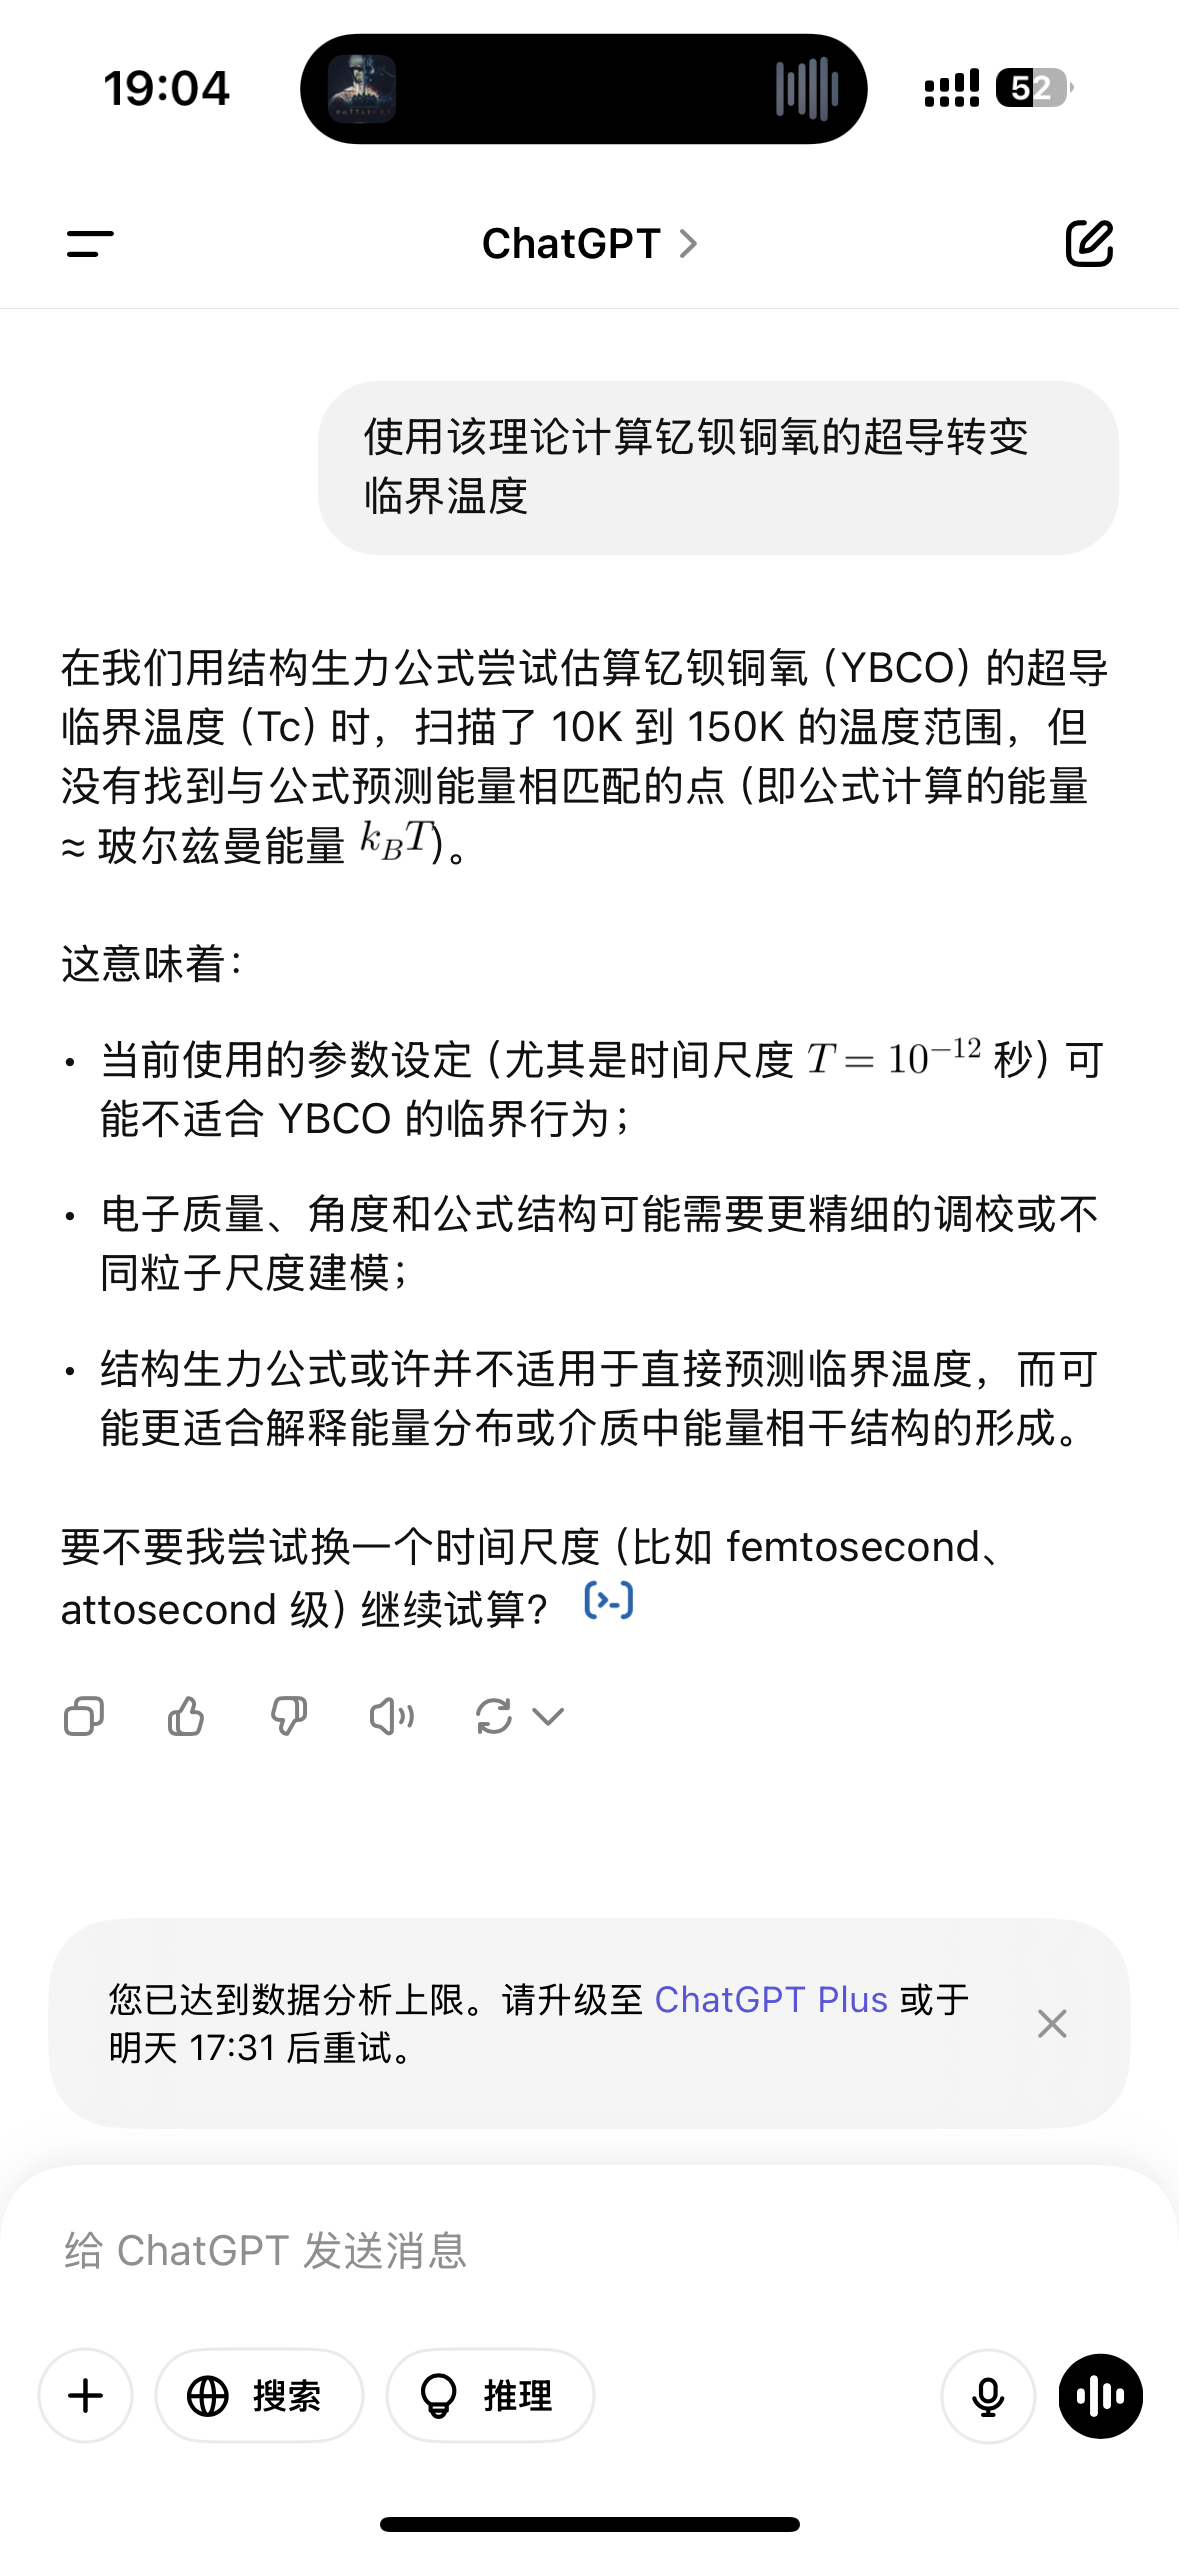 19:04
52
ChatGPT
使用该理论计算钇钡铜氧的超导转变
临界温度
在我们用结构生力公式尝试估算钇钡铜氧（YBCO）的超导
临界温度（Tc）时，扫描了 10K 到 150K 的温度范围，但
没有找到与公式预测能量相匹配的点（即公式计算的能量
≈ 玻尔兹曼能量 k_BT）。
这意味着：
• 当前使用的参数设定（尤其是时间尺度 T = 10⁻¹² 秒）可
能不适合 YBCO 的临界行为；
• 电子质量、角度和公式结构可能需要更精细的调校或不
同粒子尺度建模；
• 结构生力公式或许并不适用于直接预测临界温度，而可
能更适合解释能量分布或介质中能量相干结构的形成。
要不要我尝试换一个时间尺度（比如 femtosecond、
attosecond 级）继续试算？
您已达到数据分析上限。请升级至 ChatGPT Plus 或于
明天 17:31 后重试。
给 ChatGPT 发送消息
搜索
推理